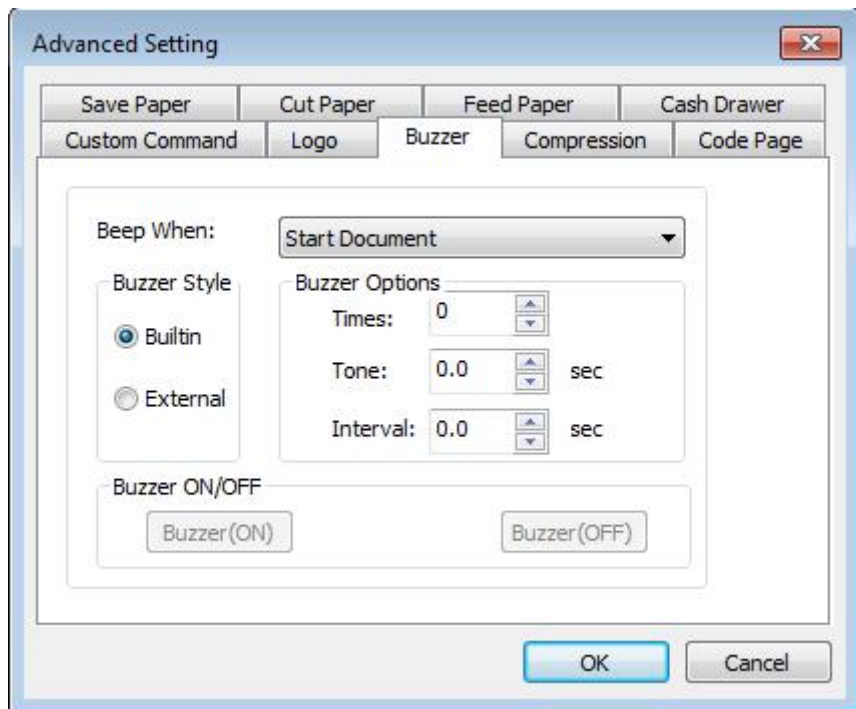 Advanced Setting
Save Paper Cut Paper Feed Paper Cash Drawer
Custom Command Logo Buzzer Compression Code Page
Beep When: Start Document
Buzzer Style Buzzer Options
Times: 0
Builtin
Tone: 0.0 sec
External
Interval: 0.0 sec
Buzzer ON/OFF
Buzzer(ON) Buzzer(OFF)
OK Cancel